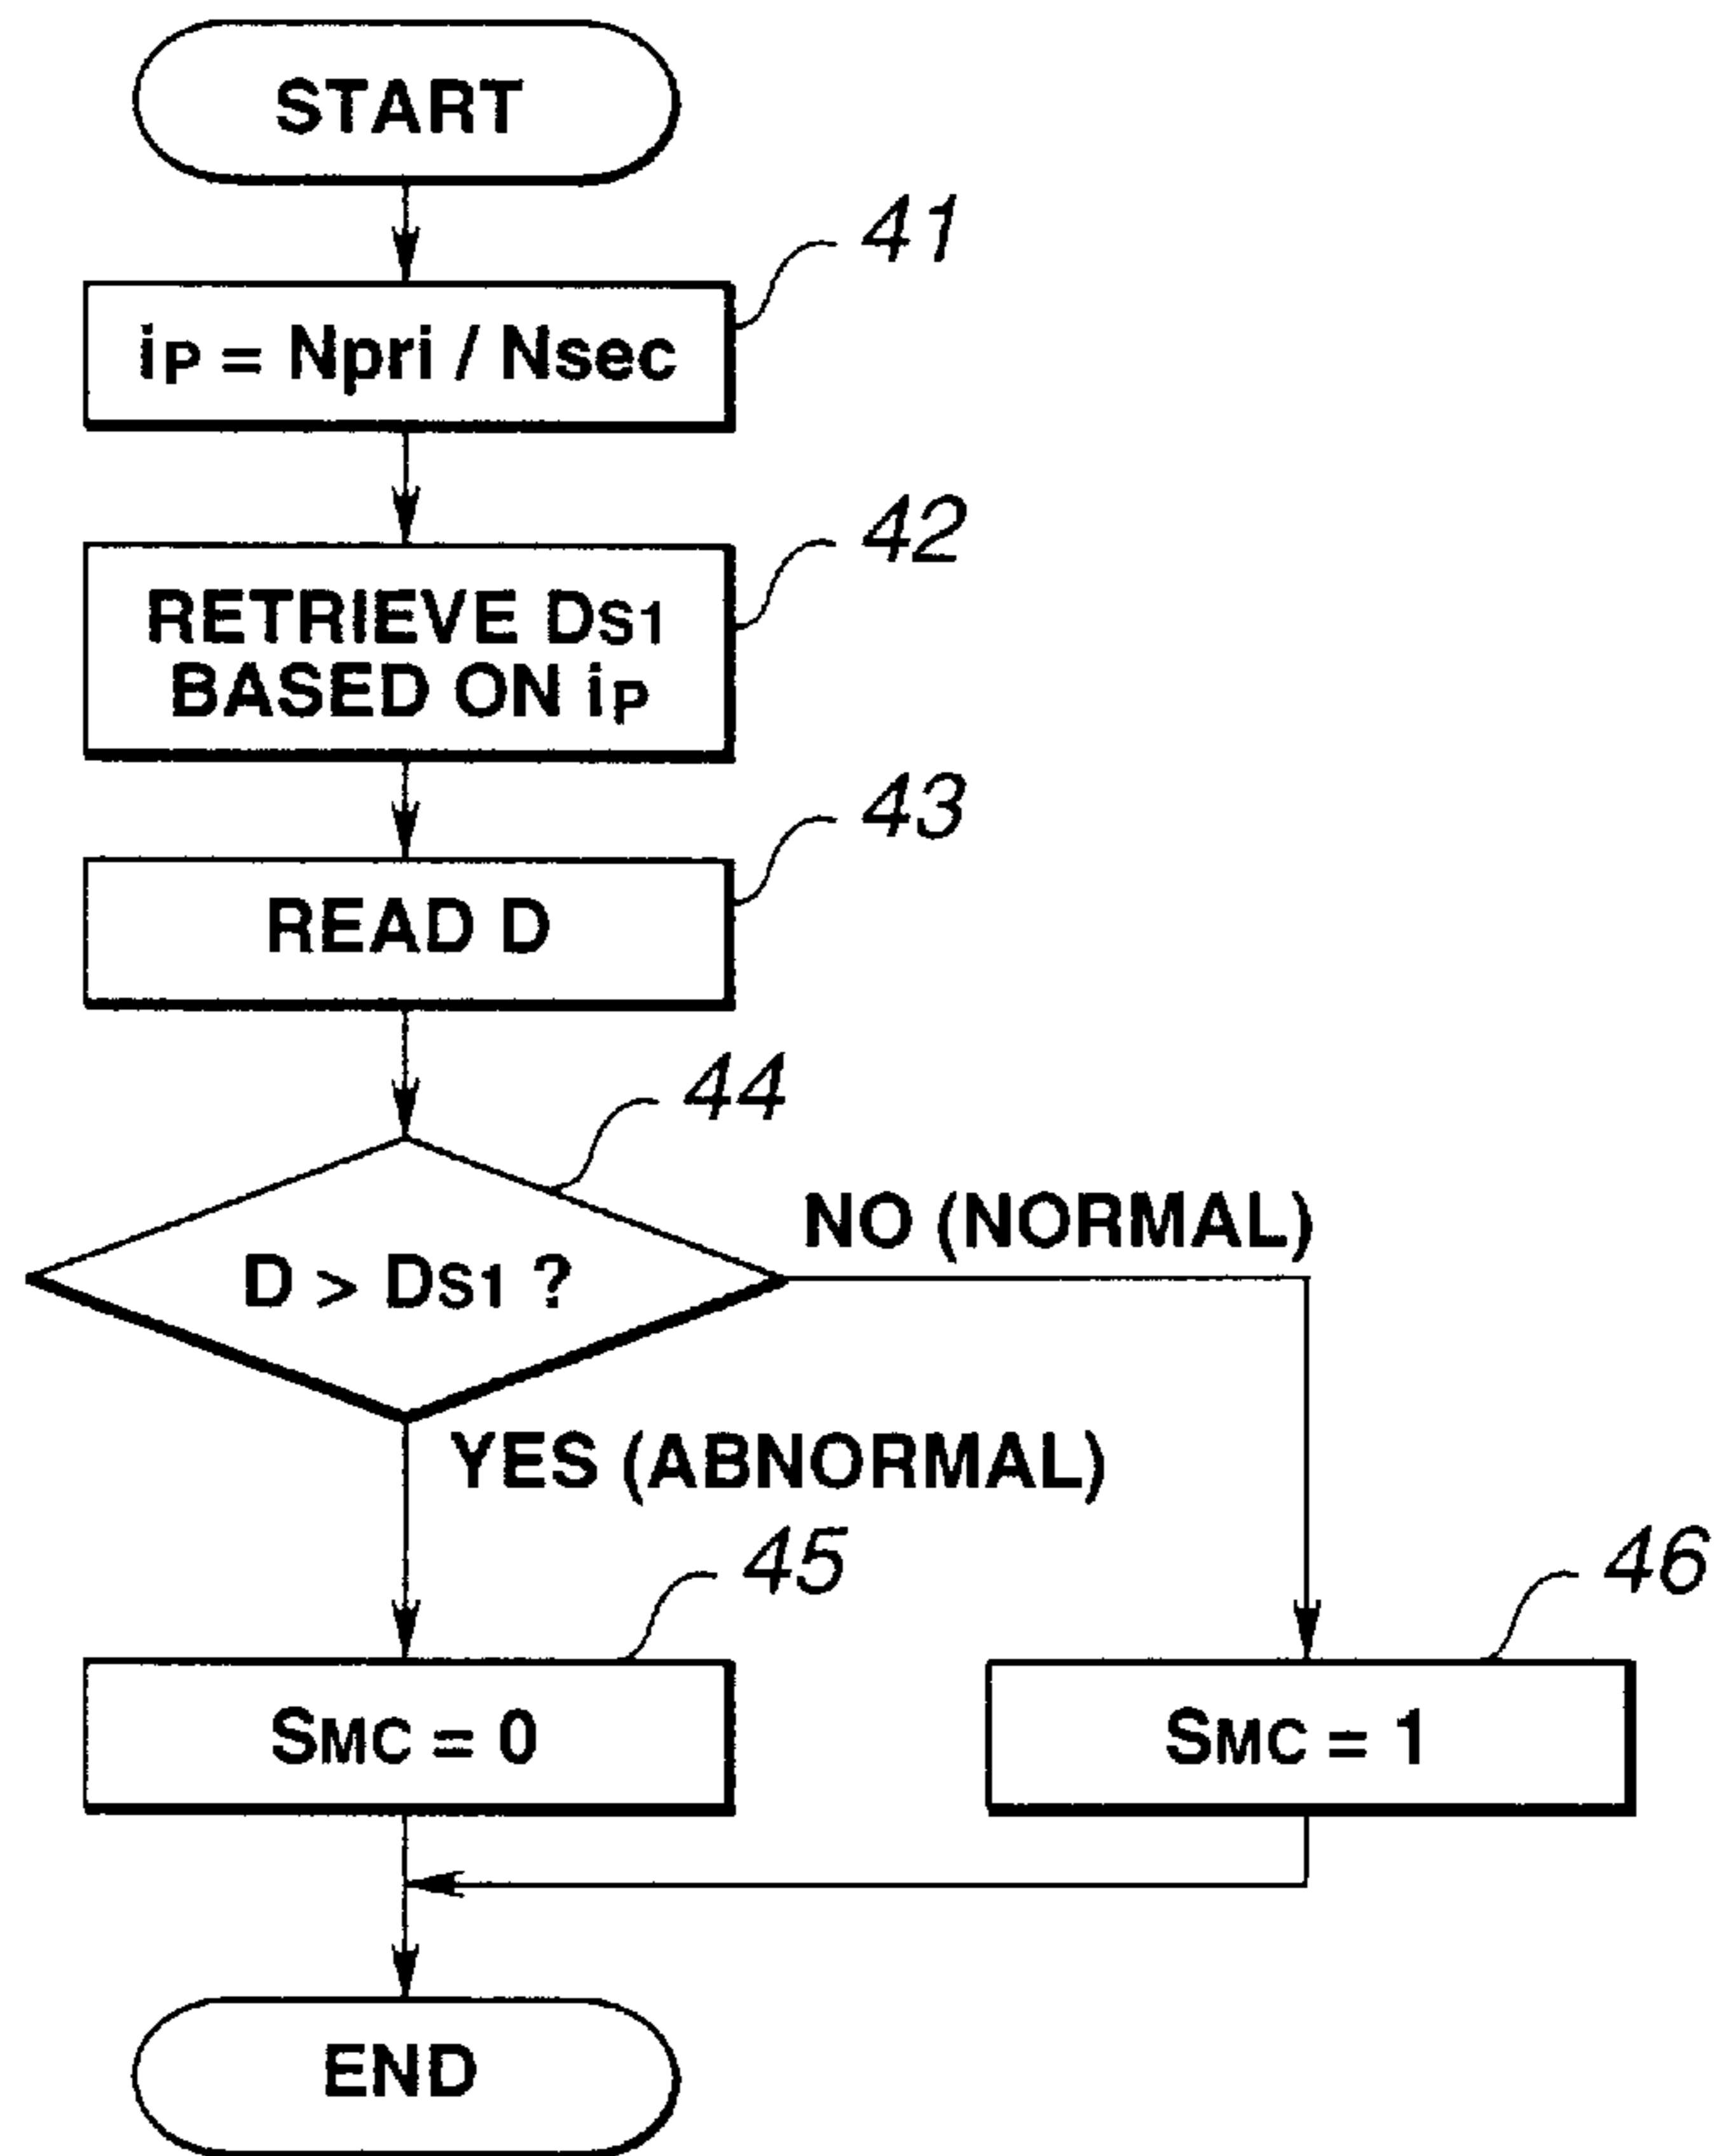 START
41
iP = Npri / Nsec
42
RETRIEVE DS1
BASED ON iP
43
READ D
44
NO (NORMAL)
D > DS1 ?
YES (ABNORMAL)
45
46
SMC = 0
SMC = 1
END